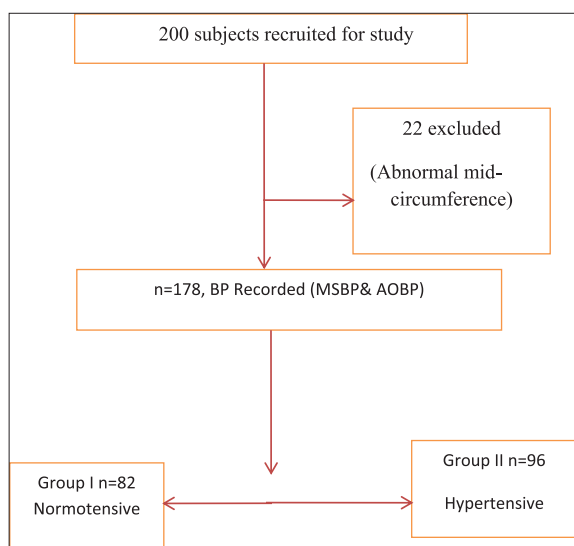 200 subjects recruited for study
22 excluded
(Abnormal mid-
circumference)
n=178, BP Recorded (MSBP& AOBP)
Group I n=82
Normotensive
Group II n=96
Hypertensive